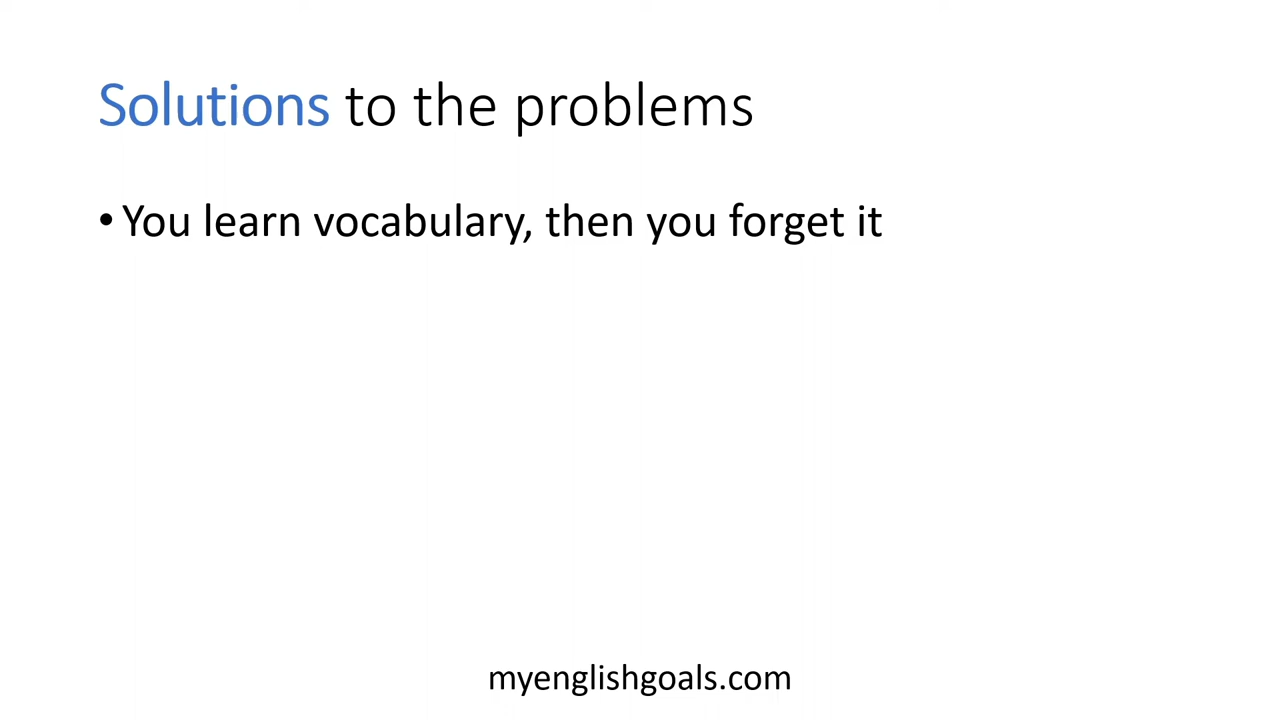 Solutions to the problems
• You learn vocabulary, then you forget it
myenglishgoals.com